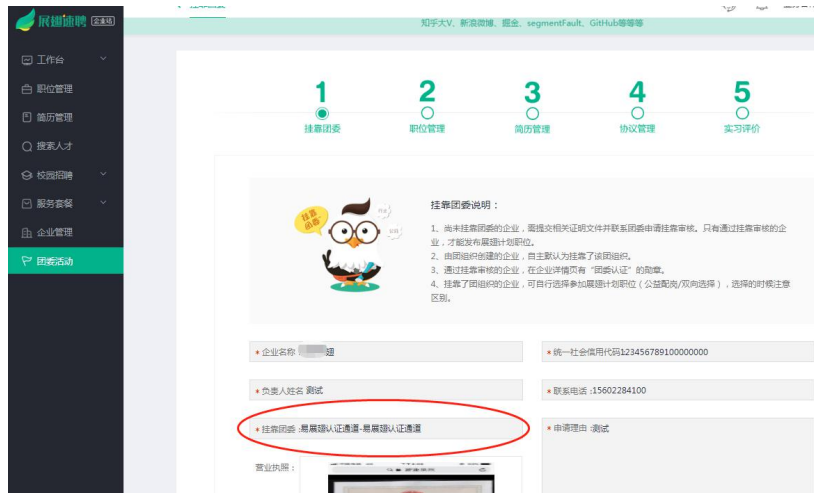 展翅速聘 企业站
知乎大V、新浪微博、掘金、segmentFault、GitHub等等等
工作台
职位管理
简历管理
搜索人才
校园招聘
服务套餐
企业管理
团委活动
1 2 3 4 5
挂靠团委 职位管理 简历管理 协议管理 实习评价
挂靠团委
挂靠团委说明：
1、尚未挂靠团委的企业，需提交相关证明文件并联系团委申请挂靠审核。只有通过挂靠审核的企
业，才能发布展翅计划职位。
2、由团组织创建的企业，自主默认为挂靠了该团组织。
3、通过挂靠审核的企业，在企业详情页有“团委认证”的勋章。
4、挂靠了团组织的企业，可自行选择参加展翅计划职位（公益配岗/双向选择），选择的时候注意
区别。
*企业名称 翅
*统一社会信用代码123456789100000000
*负责人姓名 测试
*联系电话 :15602284100
*挂靠团委 :易展翅认证通道-易展翅认证通道
*申请理由 :测试
营业执照：